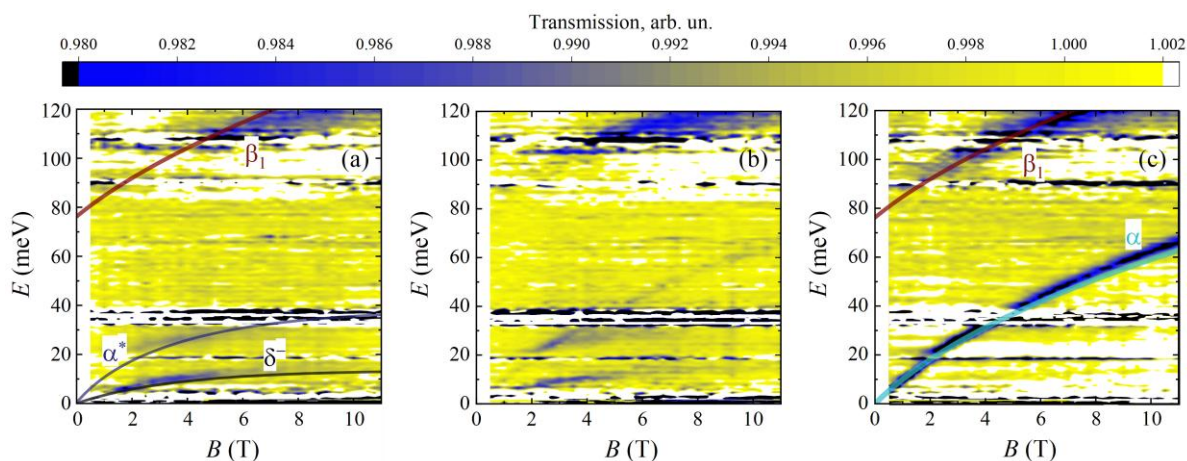 Transmission, arb. un.
0.980 0.982 0.984 0.986 0.988 0.990 0.992 0.994 0.996 0.998 1.000 1.002
120 100 80 60 40 20 0
E (meV)
β₁
(a)
α*
δ⁻
0 2 4 6 8 10
B (T)
120 100 80 60 40 20 0
E (meV)
(b)
0 2 4 6 8 10
B (T)
120 100 80 60 40 20 0
E (meV)
β₁
(c)
α
0 2 4 6 8 10
B (T)